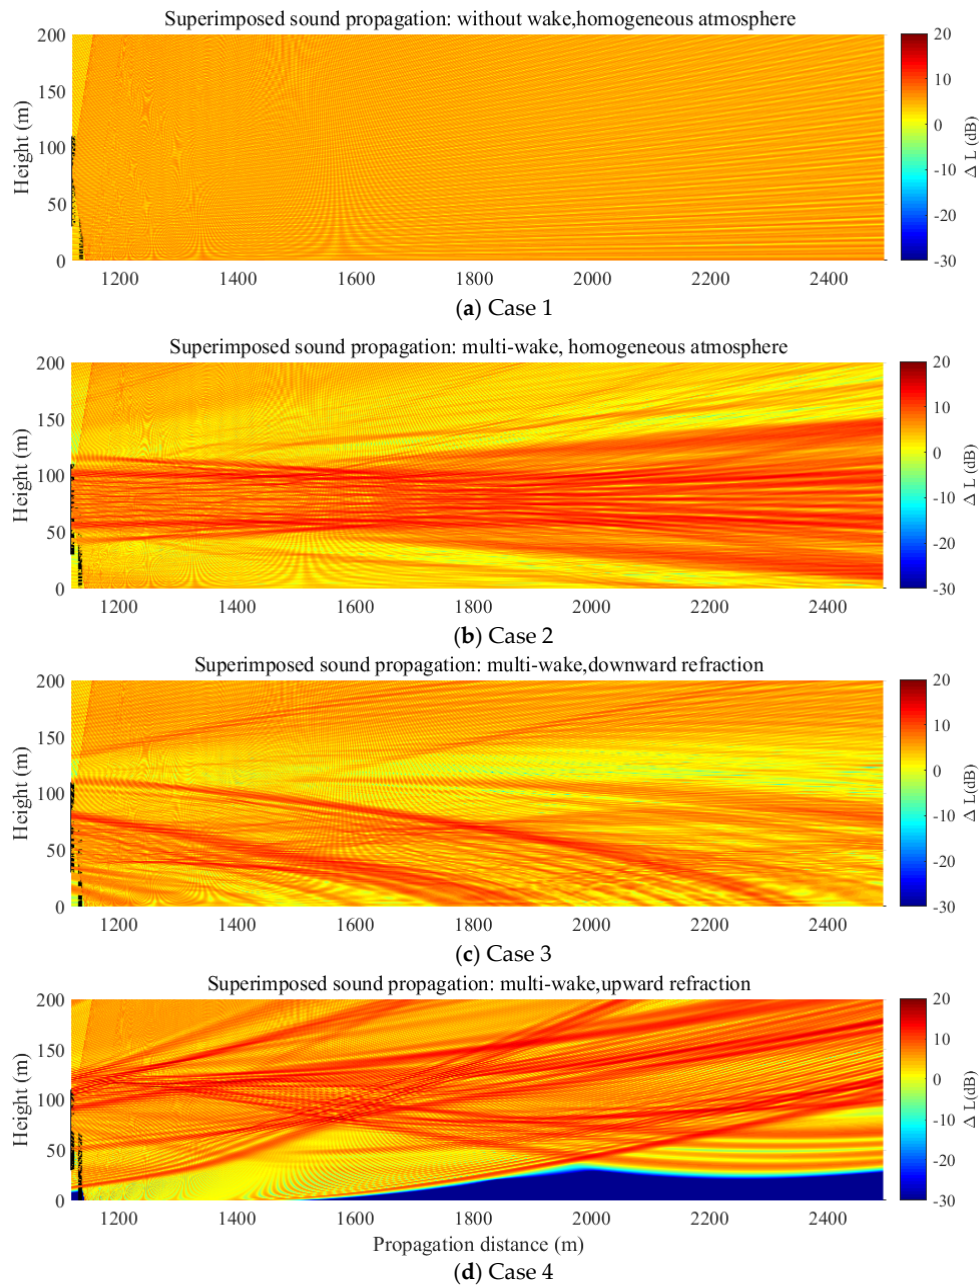 Superimposed sound propagation: without wake,homogeneous atmosphere
200
150
100
50
0
Height (m)
1200 1400 1600 1800 2000 2200 2400
20
10
0
-10
-20
-30
Δ L (dB)
(a) Case 1
Superimposed sound propagation: multi-wake, homogeneous atmosphere
200
150
100
50
0
Height (m)
1200 1400 1600 1800 2000 2200 2400
20
10
0
-10
-20
-30
Δ L (dB)
(b) Case 2
Superimposed sound propagation: multi-wake,downward refraction
200
150
100
50
0
Height (m)
1200 1400 1600 1800 2000 2200 2400
20
10
0
-10
-20
-30
Δ L(dB)
(c) Case 3
Superimposed sound propagation: multi-wake,upward refraction
200
150
100
50
0
Height (m)
1200 1400 1600 1800 2000 2200 2400
Propagation distance (m)
20
10
0
-10
-20
-30
Δ L (dB)
(d) Case 4